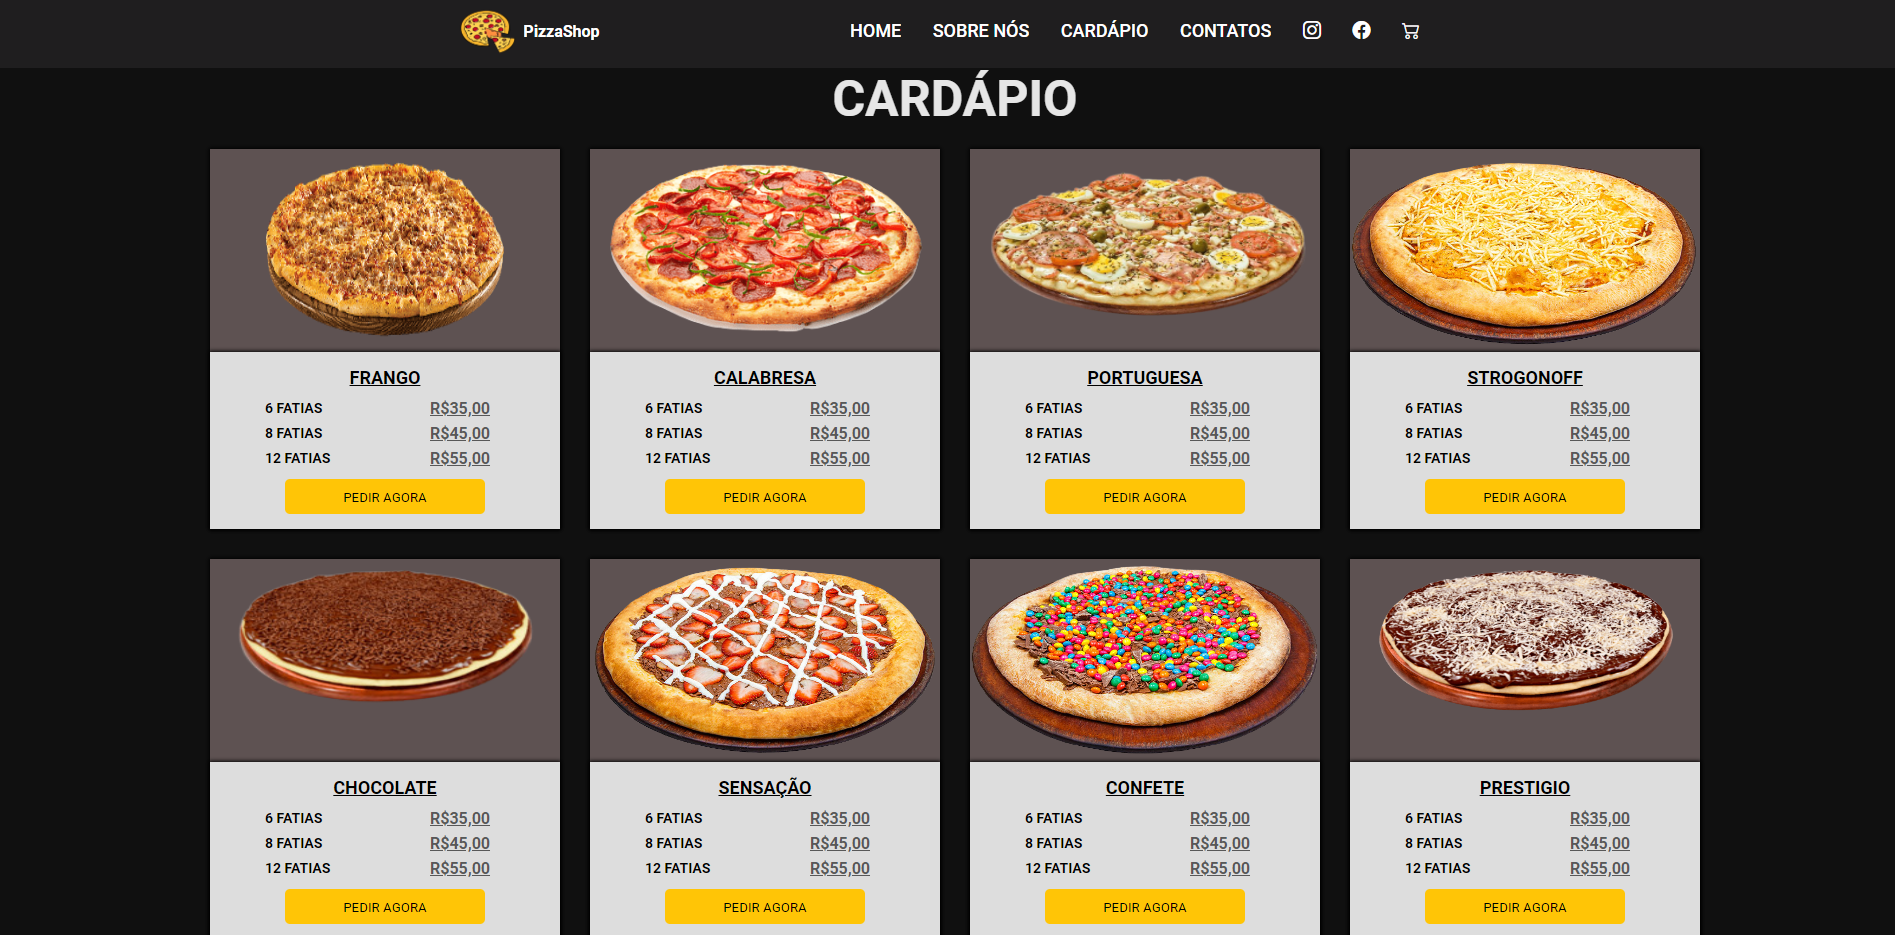 PizzaShop
HOME SOBRE NÓS CARDÁPIO CONTATOS
CARDÁPIO
FRANGO
6 FATIAS R$35,00
8 FATIAS R$45,00
12 FATIAS R$55,00
PEDIR AGORA
CALABRESA
6 FATIAS R$35,00
8 FATIAS R$45,00
12 FATIAS R$55,00
PEDIR AGORA
PORTUGUESA
6 FATIAS R$35,00
8 FATIAS R$45,00
12 FATIAS R$55,00
PEDIR AGORA
STROGONOFF
6 FATIAS R$35,00
8 FATIAS R$45,00
12 FATIAS R$55,00
PEDIR AGORA
CHOCOLATE
6 FATIAS R$35,00
8 FATIAS R$45,00
12 FATIAS R$55,00
PEDIR AGORA
SENSAÇÃO
6 FATIAS R$35,00
8 FATIAS R$45,00
12 FATIAS R$55,00
PEDIR AGORA
CONFETE
6 FATIAS R$35,00
8 FATIAS R$45,00
12 FATIAS R$55,00
PEDIR AGORA
PRESTIGIO
6 FATIAS R$35,00
8 FATIAS R$45,00
12 FATIAS R$55,00
PEDIR AGORA